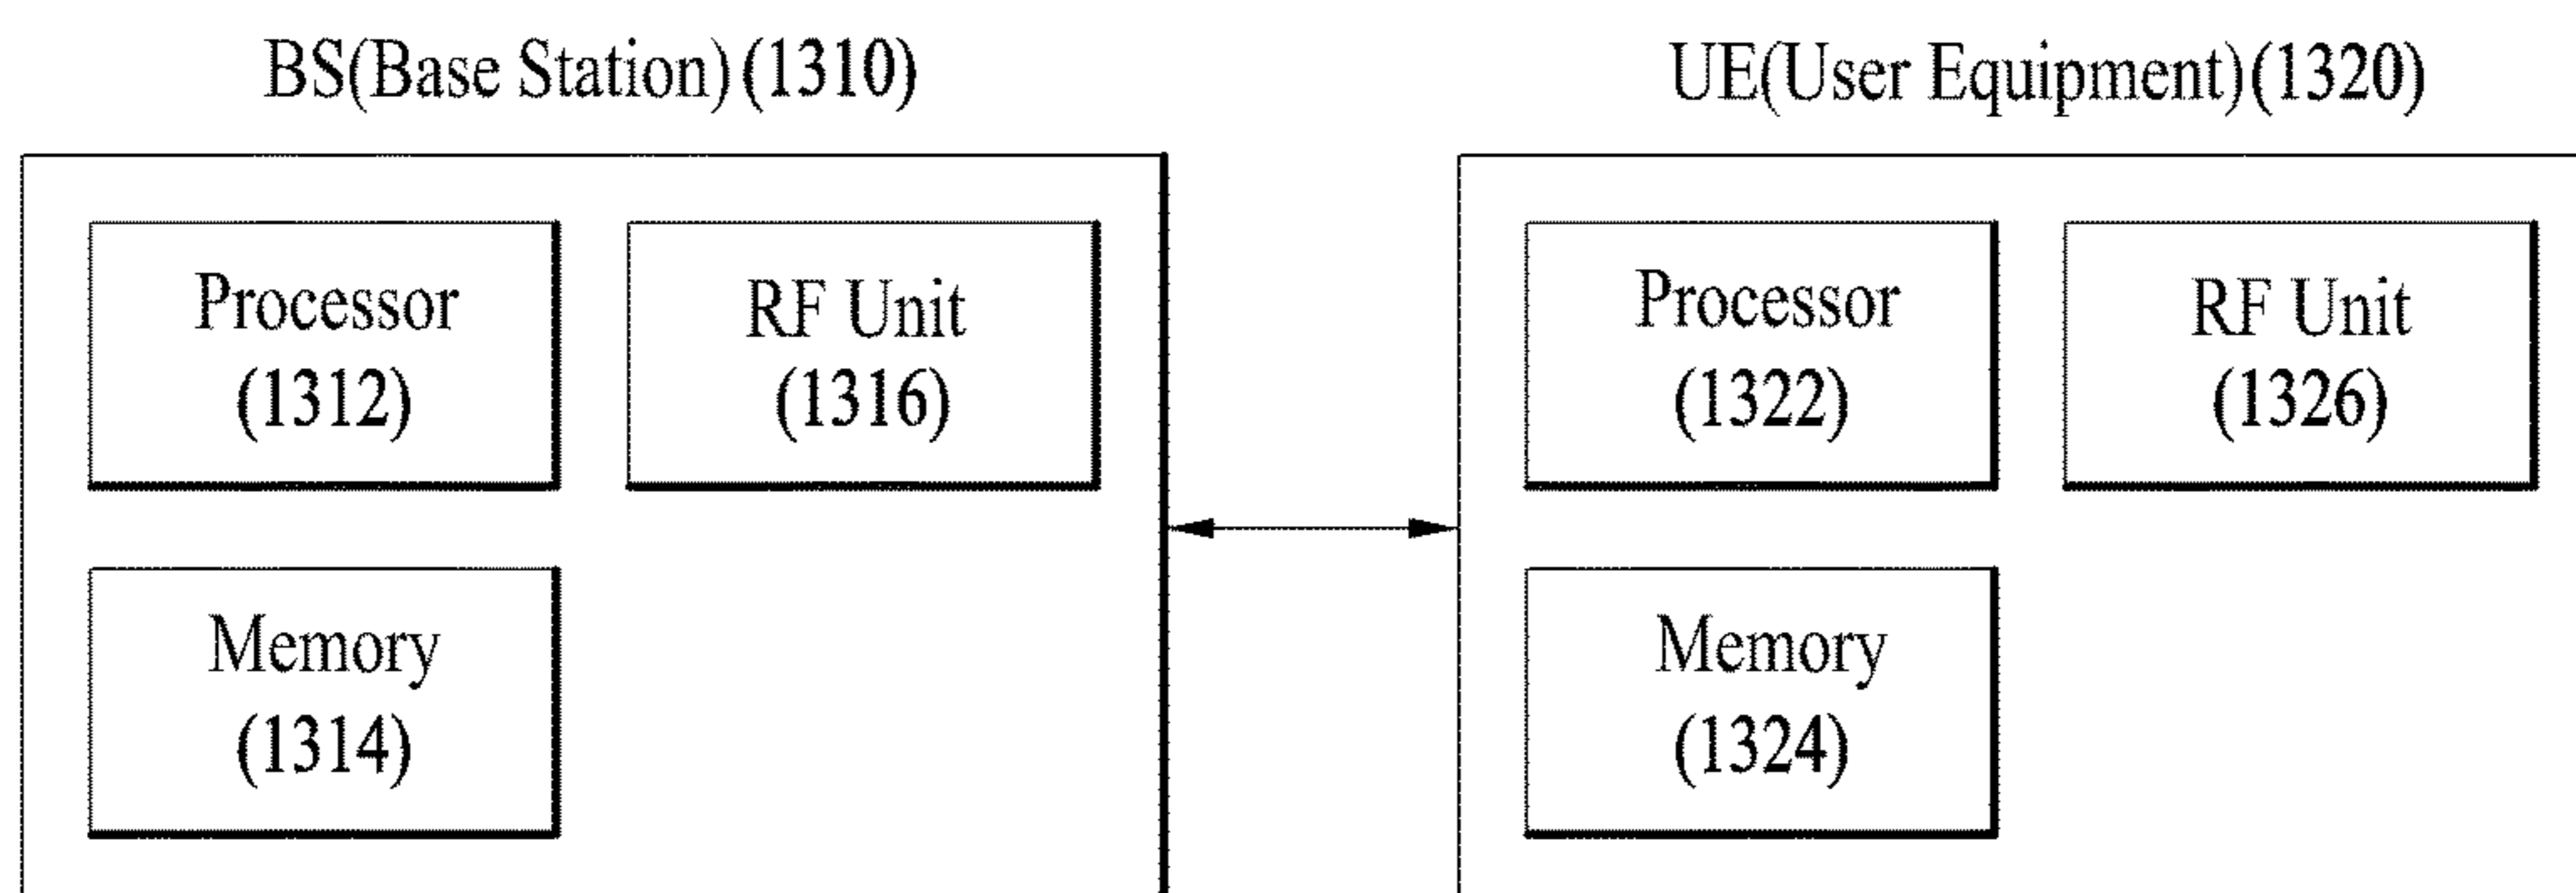 BS(Base Station)(1310)
Processor
(1312)
RF Unit
(1316)
Memory
(1314)
UE(User Equipment)(1320)
Processor
(1322)
RF Unit
(1326)
Memory
(1324)